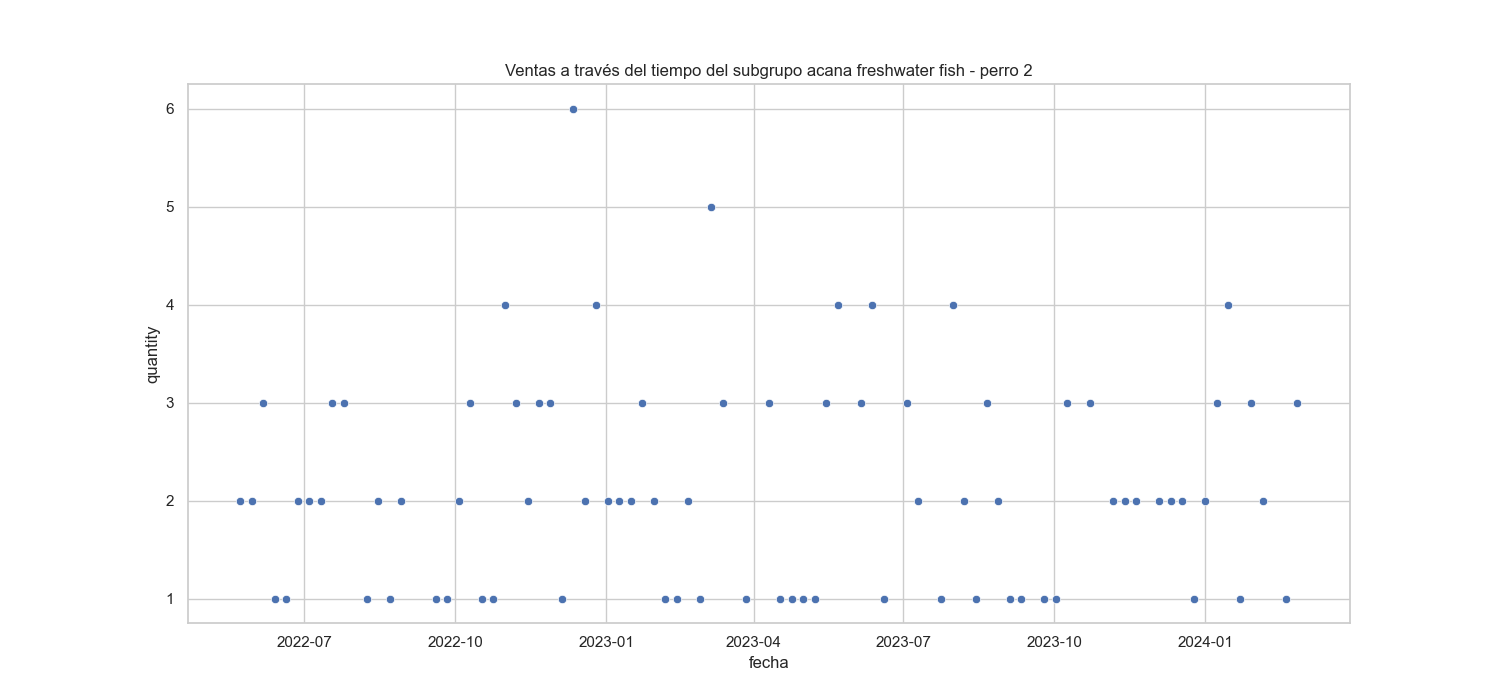 Ventas a través del tiempo del subgrupo acana freshwater fish - perro 2
6
5
4
3
2
1
quantity
2022-07 2022-10 2023-01 2023-04 2023-07 2023-10 2024-01
fecha